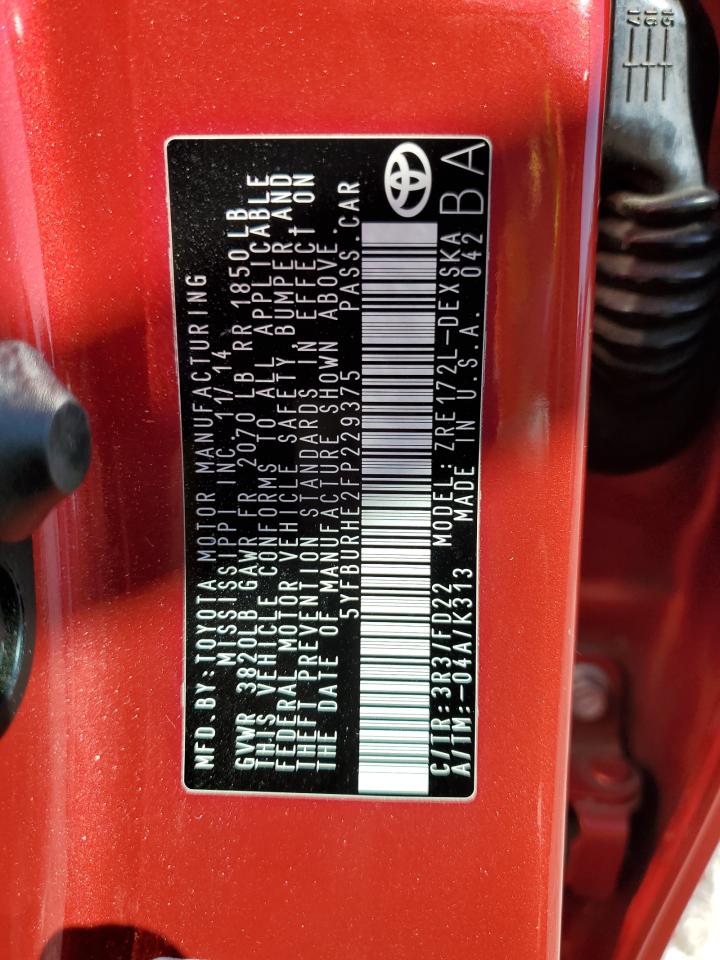 MFD.BY:TOYOTA MOTOR MANUFACTURING
MISSISSIPPI INC. 11/14
GVWR 3820LB GAWR FR 2070 LB RR 1850LB
THIS VEHICLE CONFORMS TO ALL APPLICABLE
FEDERAL MOTOR VEHICLE SAFETY, BUMPER, AND
THEFT PREVENTION STANDARDS IN EFFECT ON
THE DATE OF MANUFACTURE SHOWN ABOVE.
5YFBURHE2FP229375 PASS.CAR
C/TR:3R3/FD22 MODEL: ZRE172L-DEXSKA
A/TM:-04A/K313 MADE IN U.S.A. 042
BA
15
16
17